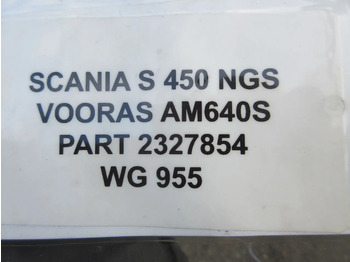 SCANIA S 450 NGS
VOORAS AM640S
PART 2327854
WG 955